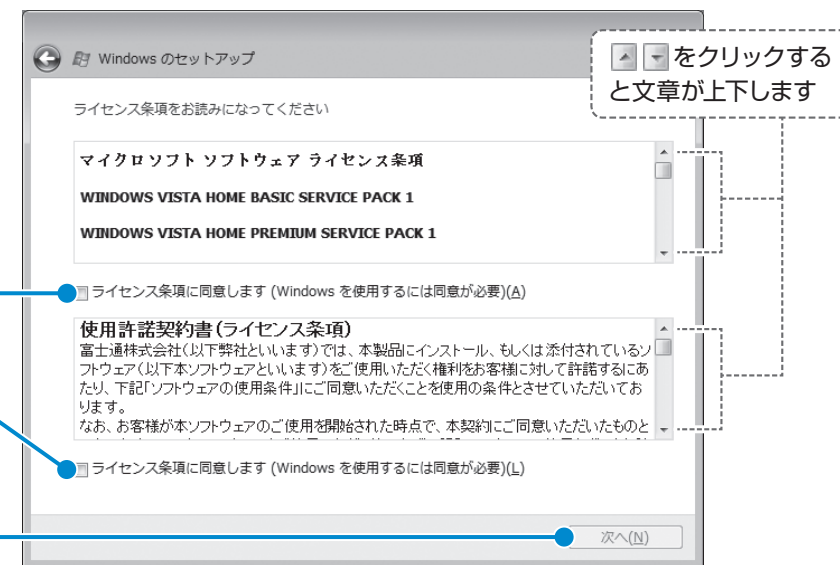 Windows のセットアップ
をクリックする
と文章が上下します
ライセンス条項をお読みになってください
マイクロソフト ソフトウェア ライセンス条項
WINDOWS VISTA HOME BASIC SERVICE PACK 1
WINDOWS VISTA HOME PREMIUM SERVICE PACK 1
ライセンス条項に同意します (Windows を使用するには同意が必要)(A)
使用許諾契約書(ライセンス条項)
富士通株式会社(以下弊社といいます)では、本製品にインストール、もしくは添付されているソ
フトウェア(以下本ソフトウェアといいます)をご使用いただく権利をお客様に対して許諾するにあ
たり、下記「ソフトウェアの使用条件」にご同意いただくことを使用の条件とさせていただいてお
ります。
なお、お客様が本ソフトウェアのご使用を開始された時点で、本契約にご同意いただいたものと
ライセンス条項に同意します (Windows を使用するには同意が必要)(L)
次へ(N)